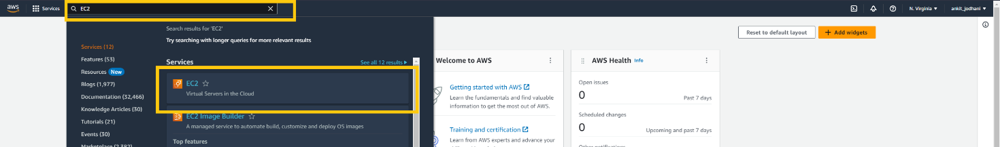 aws
Services
EC2
N. Virginia
ankit_jodhani
Search results for 'EC2'
Try searching with longer queries for more relevant results
Services (12)
Features (53)
Resources New
Blogs (1,977)
Documentation (32,466)
Knowledge Articles (30)
Tutorials (21)
Events (30)
Marketplace (2,382)
Services
See all 12 results
EC2
Virtual Servers in the Cloud
EC2 Image Builder
A managed service to automate build, customize and deploy OS images
Top features
Reset to default layout
+ Add widgets
Welcome to AWS
Getting started with AWS
Learn the fundamentals and find valuable
information to get the most out of AWS.
Training and certification
Learn from AWS experts and advance your
AWS Health Info
Open issues
0
Past 7 days
Scheduled changes
0
Upcoming and past 7 days
Other notifications